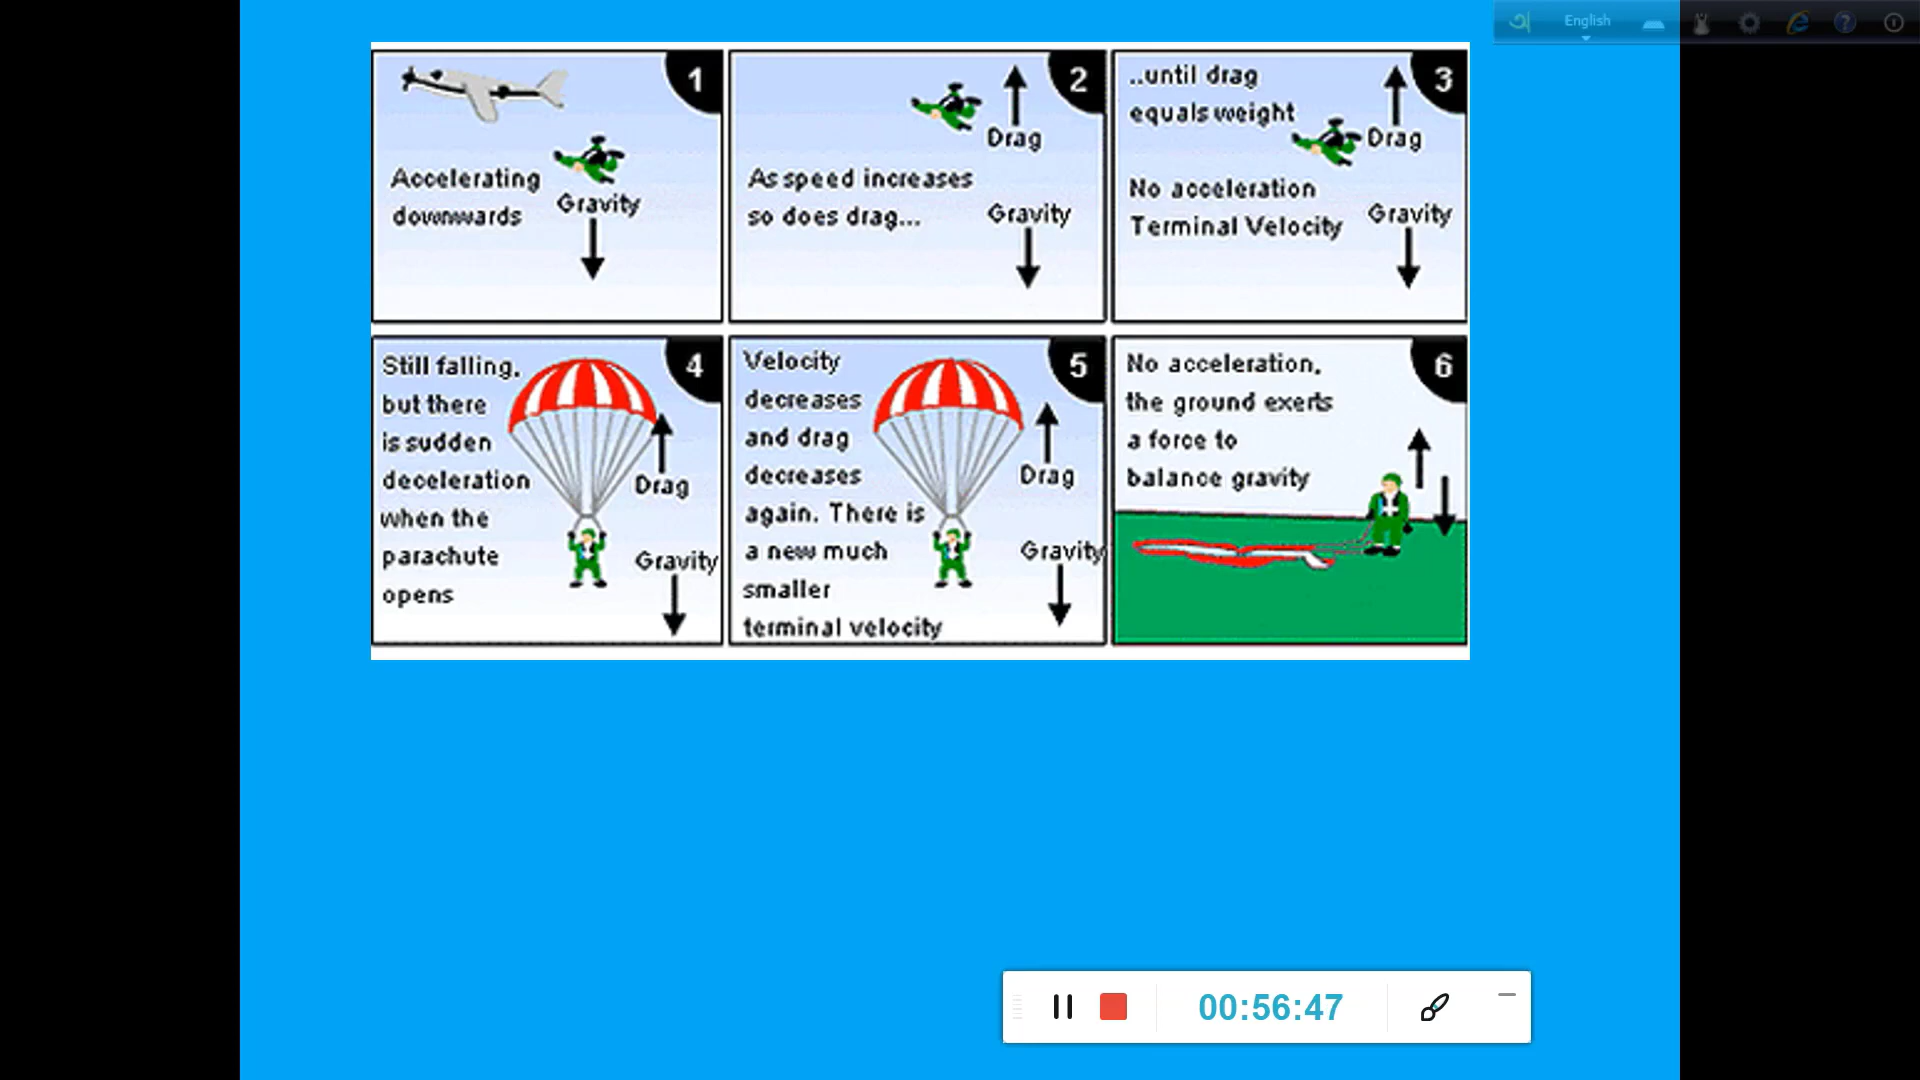 English
1
Accelerating
downwards
Gravity
2
Drag
As speed increases
so does drag...
Gravity
3
..until drag
equals weight
Drag
No acceleration
Terminal Velocity
Gravity
4
Still falling,
but there
is sudden
deceleration
when the
parachute
opens
Drag
Gravity
5
Velocity
decreases
and drag
decreases
again. There is
a new much
smaller
terminal velocity
Drag
Gravity
6
No acceleration,
the ground exerts
a force to
balance gravity
00:56:47